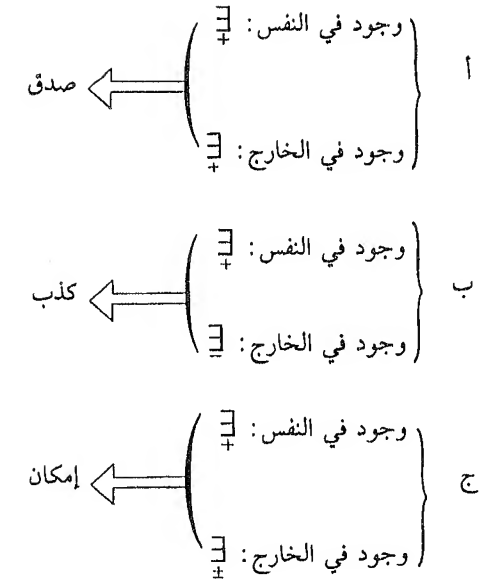 أ
وجود في النفس: ∃ +
وجود في الخارج: ∃ +
صدق
ب
وجود في النفس: ∃ +
وجود في الخارج: ∃ −
كذب
ج
وجود في النفس: ∃ +
وجود في الخارج: ∃ ±
إمكان